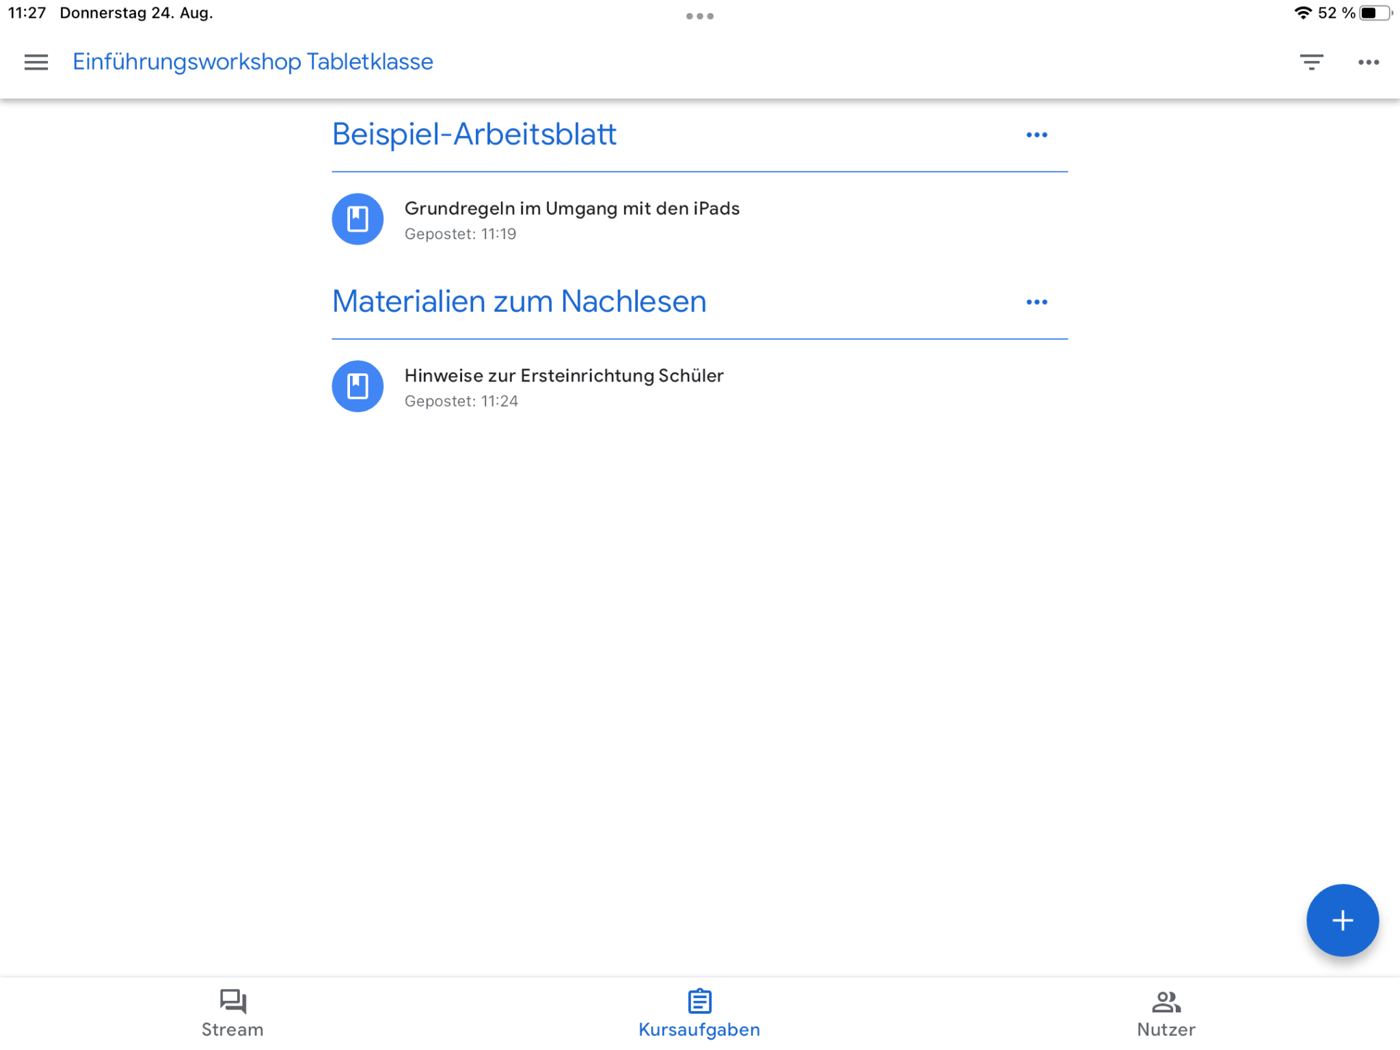 11:27 Donnerstag 24. Aug.
52 %
Einführungsworkshop Tabletklasse
Beispiel-Arbeitsblatt
Grundregeln im Umgang mit den iPads
Gepostet: 11:19
Materialien zum Nachlesen
Hinweise zur Ersteinrichtung Schüler
Gepostet: 11:24
Stream
Kursaufgaben
Nutzer